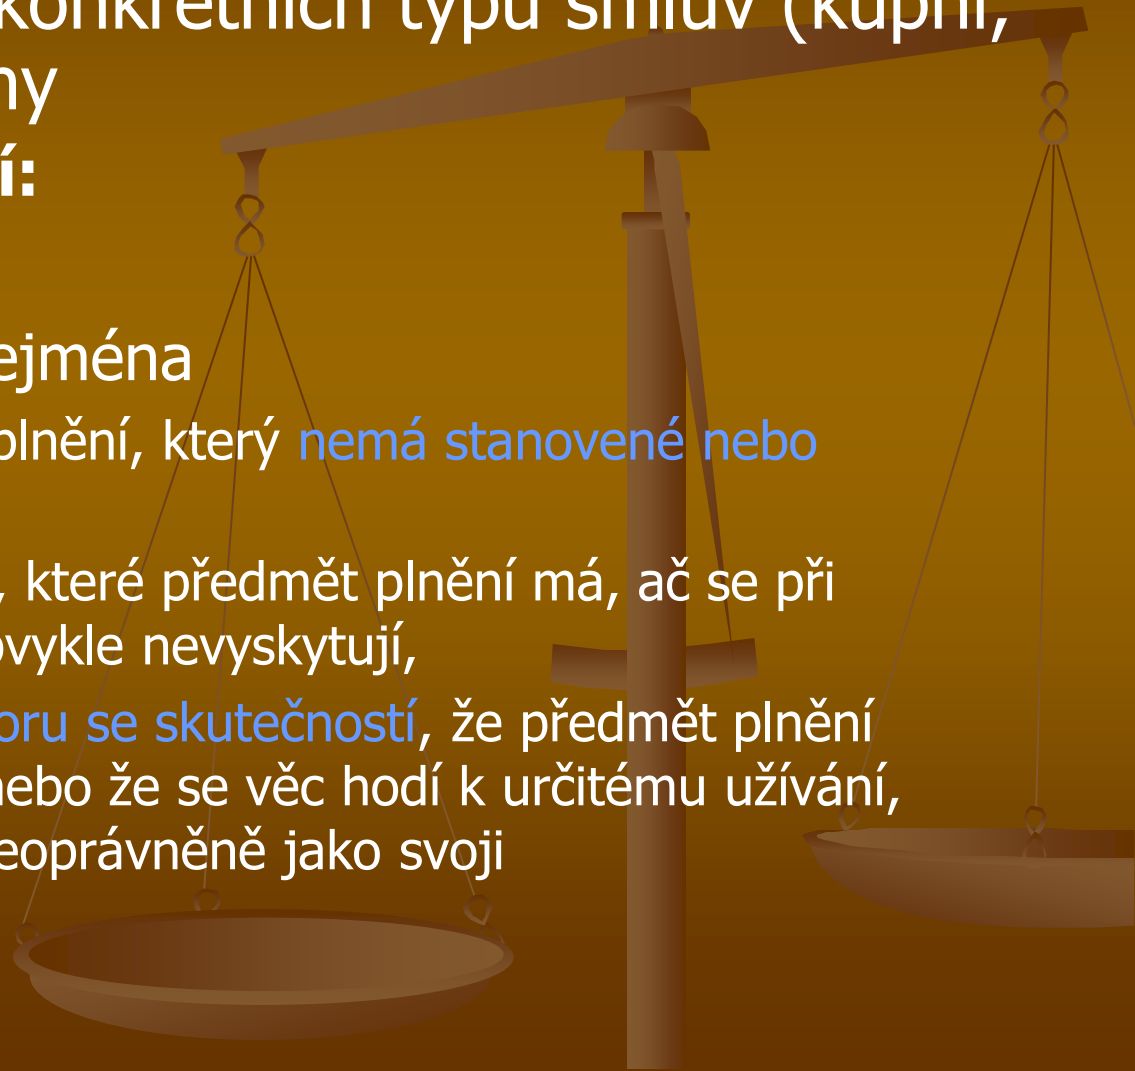 konkrétních typů smluv (kupní,
ny
í:
ejména
plnění, který nemá stanovené nebo
, které předmět plnění má, ač se při
ovykle nevyskytují,
oru se skutečností, že předmět plnění
nebo že se věc hodí k určitému užívání,
eoprávněně jako svoji